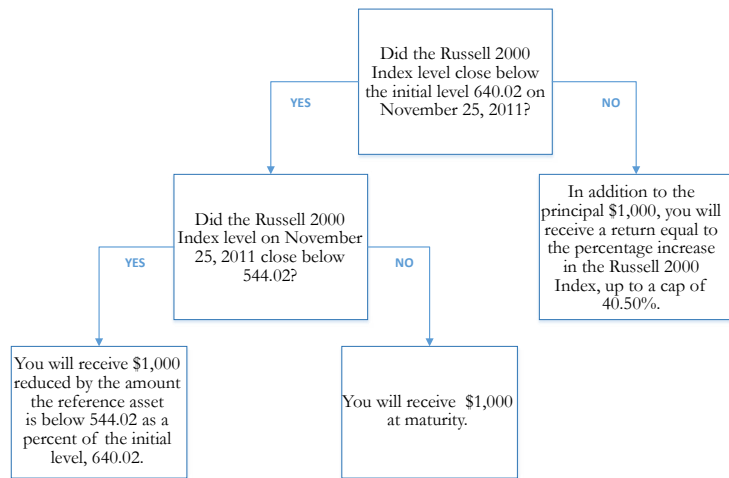 Did the Russell 2000
Index level close below
the initial level 640.02 on
November 25, 2011?
YES
NO
Did the Russell 2000
Index level on November
25, 2011 close below
544.02?
In addition to the
principal $1,000, you will
receive a return equal to
the percentage increase
in the Russell 2000
Index, up to a cap of
40.50%.
YES
NO
You will receive $1,000
reduced by the amount
the reference asset
is below 544.02 as a
percent of the initial
level, 640.02.
You will receive $1,000
at maturity.